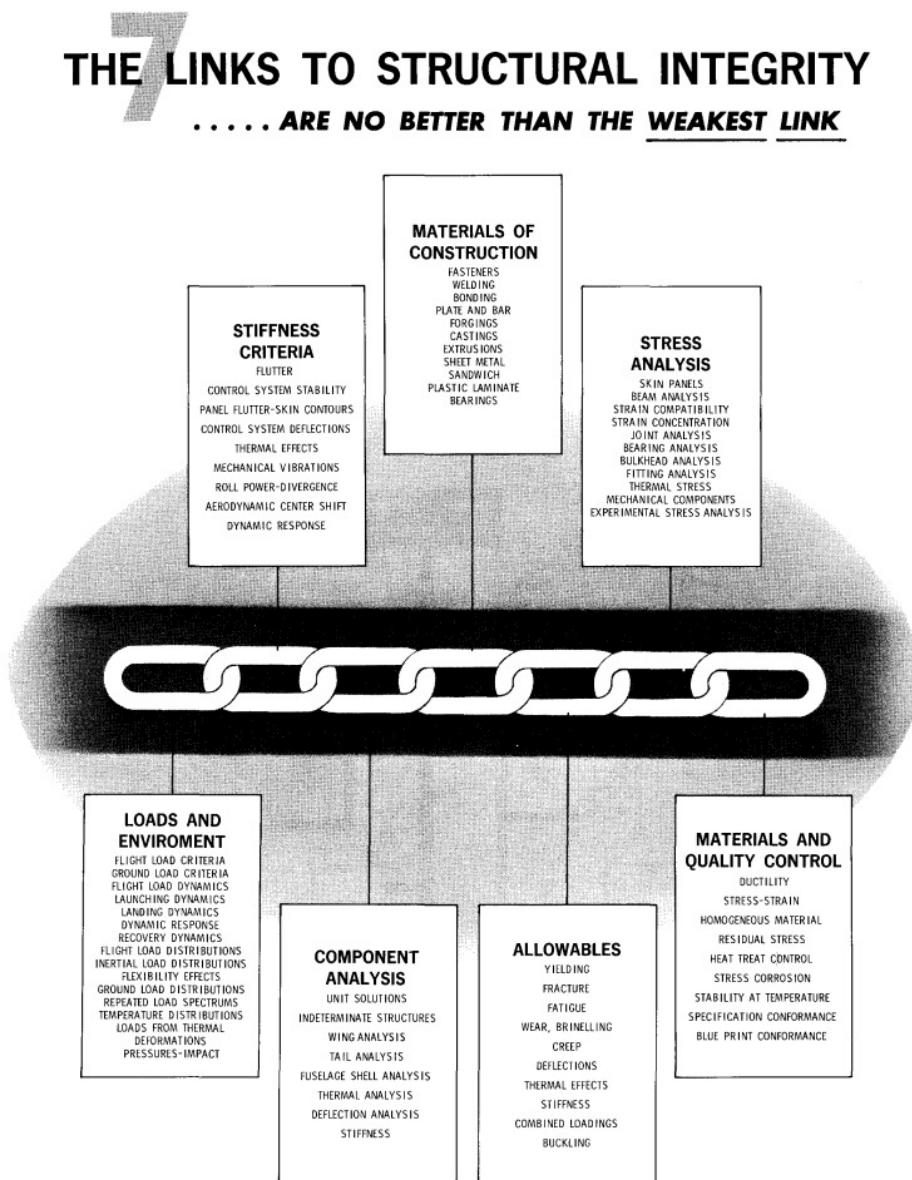 THE 7 LINKS TO STRUCTURAL INTEGRITY
. . . . . ARE NO BETTER THAN THE WEAKEST LINK
MATERIALS OF
CONSTRUCTION
FASTENERS
WELDING
BONDING
PLATE AND BAR
FORGINGS
CASTINGS
EXTRUSIONS
SHEET METAL
SANDWICH
PLASTIC LAMINATE
BEARINGS
STIFFNESS
CRITERIA
FLUTTER
CONTROL SYSTEM STABILITY
PANEL FLUTTER-SKIN CONTOURS
CONTROL SYSTEM DEFLECTIONS
THERMAL EFFECTS
MECHANICAL VIBRATIONS
ROLL POWER-DIVERGENCE
AERODYNAMIC CENTER SHIFT
DYNAMIC RESPONSE
STRESS
ANALYSIS
SKIN PANELS
BEAM ANALYSIS
STRAIN COMPATIBILITY
STRAIN CONCENTRATION
JOINT ANALYSIS
BEARING ANALYSIS
BULKHEAD ANALYSIS
FITTING ANALYSIS
THERMAL STRESS
MECHANICAL COMPONENTS
EXPERIMENTAL STRESS ANALYSIS
LOADS AND
ENVIROMENT
FLIGHT LOAD CRITERIA
GROUND LOAD CRITERIA
FLIGHT LOAD DYNAMICS
LAUNCHING DYNAMICS
LANDING DYNAMICS
DYNAMIC RESPONSE
RECOVERY DYNAMICS
FLIGHT LOAD DISTRIBUTIONS
INERTIAL LOAD DISTRIBUTIONS
FLEXIBILITY EFFECTS
GROUND LOAD DISTRIBUTIONS
REPEATED LOAD SPECTRUMS
TEMPERATURE DISTRIBUTIONS
LOADS FROM THERMAL
DEFORMATIONS
PRESSURES-IMPACT
COMPONENT
ANALYSIS
UNIT SOLUTIONS
INDETERMINATE STRUCTURES
WING ANALYSIS
TAIL ANALYSIS
FUSELAGE SHELL ANALYSIS
THERMAL ANALYSIS
DEFLECTION ANALYSIS
STIFFNESS
ALLOWABLES
YIELDING
FRACTURE
FATIGUE
WEAR, BRINELLING
CREEP
DEFLECTIONS
THERMAL EFFECTS
STIFFNESS
COMBINED LOADINGS
BUCKLING
MATERIALS AND
QUALITY CONTROL
DUCTILITY
STRESS-STRAIN
HOMOGENEOUS MATERIAL
RESIDUAL STRESS
HEAT TREAT CONTROL
STRESS CORROSION
STABILITY AT TEMPERATURE
SPECIFICATION CONFORMANCE
BLUE PRINT CONFORMANCE